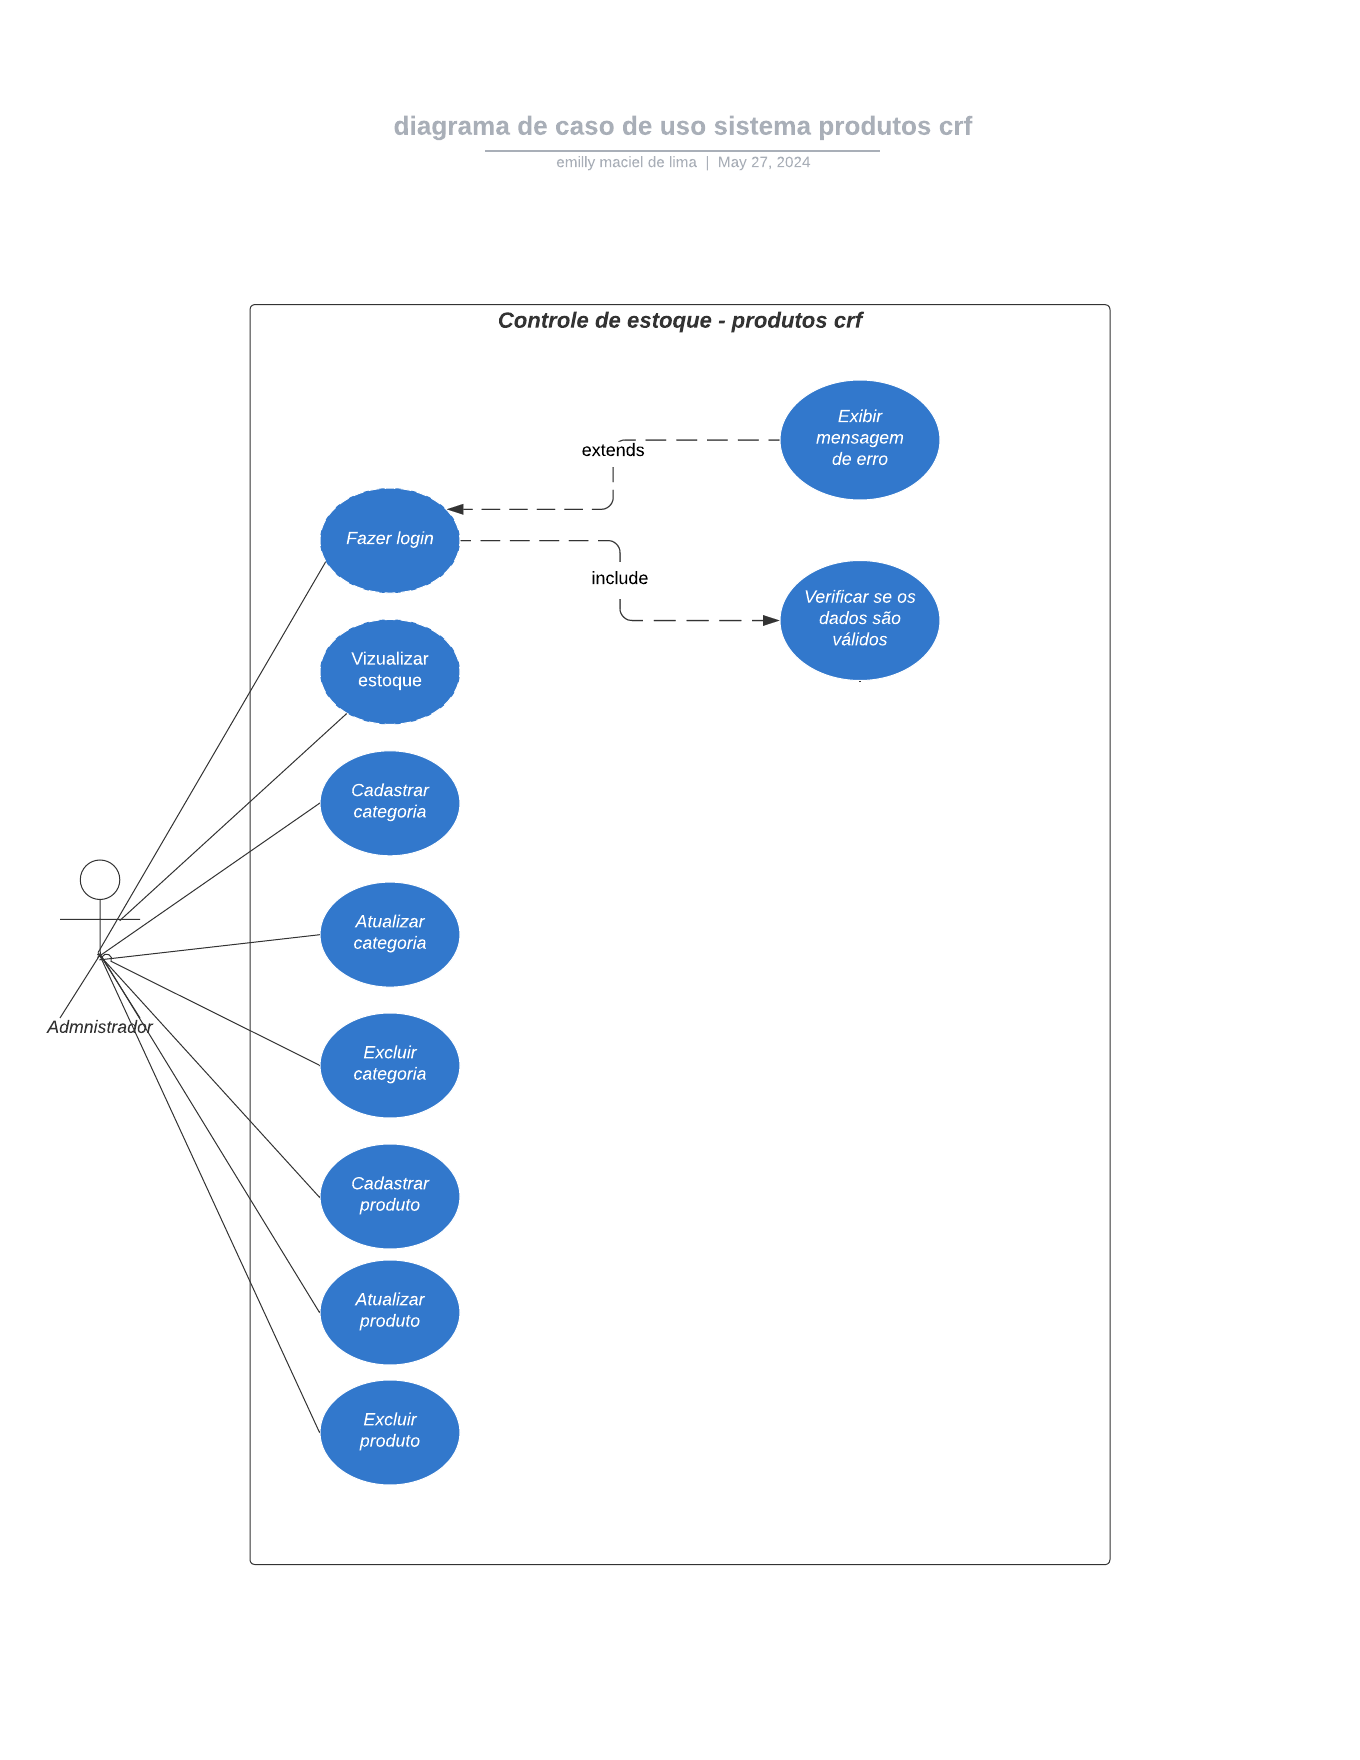 diagrama de caso de uso sistema produtos crf
emilly maciel de lima | May 27, 2024
Controle de estoque - produtos crf
Exibir
mensagem
de erro
extends
Fazer login
include
Verificar se os
dados são
válidos
Vizualizar
estoque
Cadastrar
categoria
Atualizar
categoria
Admnistrador
Excluir
categoria
Cadastrar
produto
Atualizar
produto
Excluir
produto